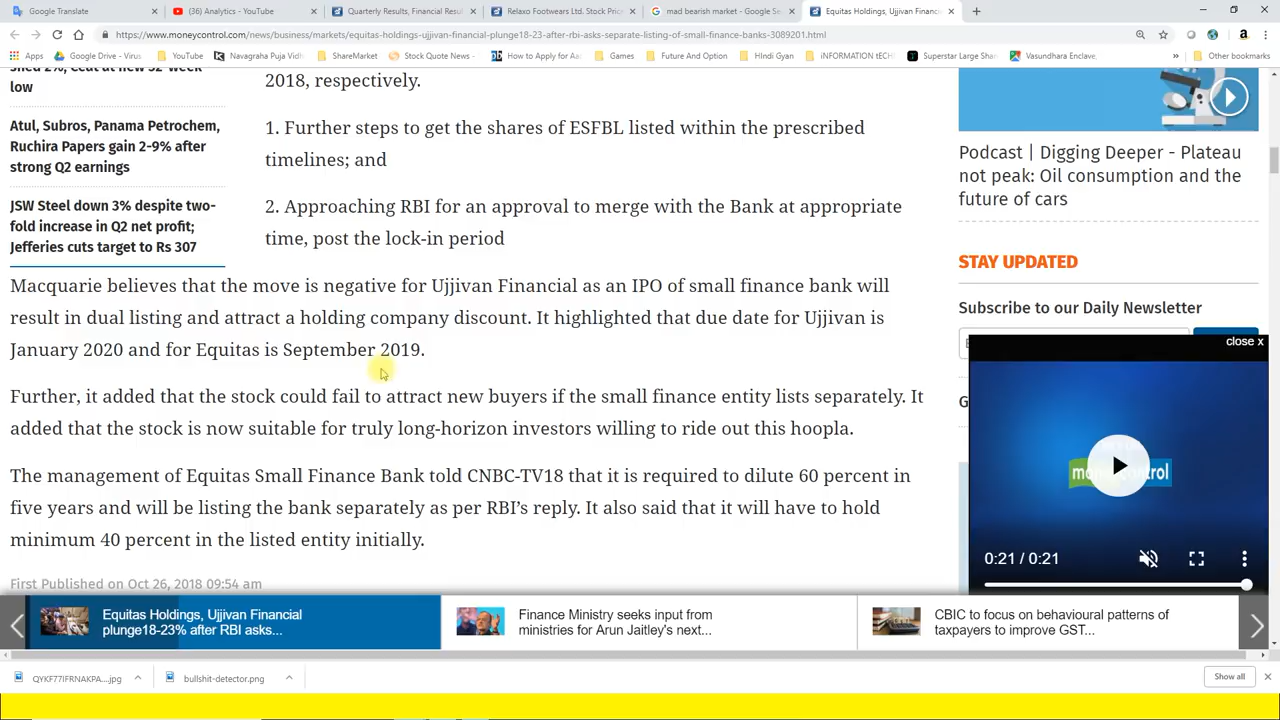 Google Translate
(36) Analytics - YouTube
Quarterly Results, Financial Resul
Relaxo Footwears Ltd. Stock Pric
mad bearish market - Google Se
Equitas Holdings, Ujjivan Financi
https://www.moneycontrol.com/news/business/markets/equitas-holdings-ujjivan-financial-plunge18-23-after-rbi-asks-separate-listing-of-small-finance-banks-3089201.html
Apps
Google Drive - Virus
YouTube
Navagraha Puja Vidh
ShareMarket
Stock Quote News -
How to Apply for Aad
Games
Future And Option
HIndi Gyan
iNFORMATION tECH
Superstar Large Shar
Vasundhara Enclave,
»
Other bookmarks
low
Atul, Subros, Panama Petrochem,
Ruchira Papers gain 2-9% after
strong Q2 earnings
JSW Steel down 3% despite two-
fold increase in Q2 net profit;
Jefferies cuts target to Rs 307
2018, respectively.
1. Further steps to get the shares of ESFBL listed within the prescribed
timelines; and
2. Approaching RBI for an approval to merge with the Bank at appropriate
time, post the lock-in period
Macquarie believes that the move is negative for Ujjivan Financial as an IPO of small finance bank will
result in dual listing and attract a holding company discount. It highlighted that due date for Ujjivan is
January 2020 and for Equitas is September 2019.
Further, it added that the stock could fail to attract new buyers if the small finance entity lists separately. It
added that the stock is now suitable for truly long-horizon investors willing to ride out this hoopla.
The management of Equitas Small Finance Bank told CNBC-TV18 that it is required to dilute 60 percent in
five years and will be listing the bank separately as per RBI's reply. It also said that it will have to hold
minimum 40 percent in the listed entity initially.
First Published on Oct 26, 2018 09:54 am
Podcast | Digging Deeper - Plateau
not peak: Oil consumption and the
future of cars
STAY UPDATED
Subscribe to our Daily Newsletter
close x
0:21 / 0:21
Equitas Holdings, Ujjivan Financial
plunge18-23% after RBI asks...
Finance Ministry seeks input from
ministries for Arun Jaitley's next...
CBIC to focus on behavioural patterns of
taxpayers to improve GST...
QYKF77IFRNAKPA....jpg
bullshit-detector.png
Show all